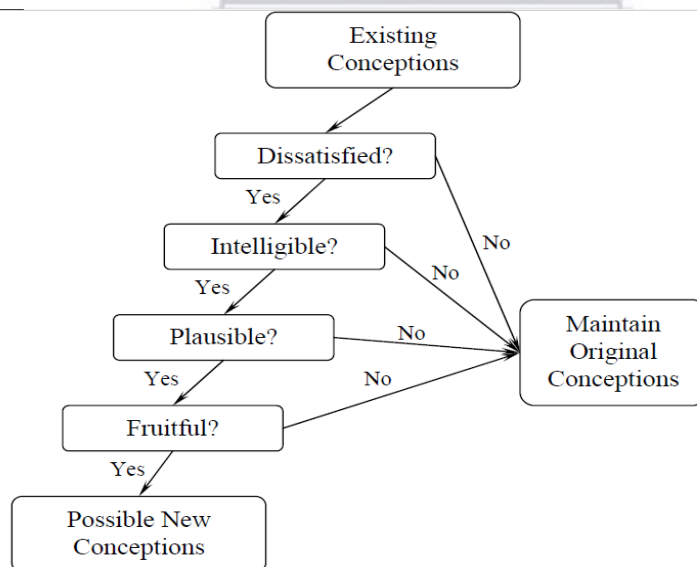 Existing
Conceptions
Dissatisfied?
Yes
No
Intelligible?
No
Yes
Maintain
Original
Conceptions
Plausible?
No
Yes
No
Fruitful?
Yes
Possible New
Conceptions